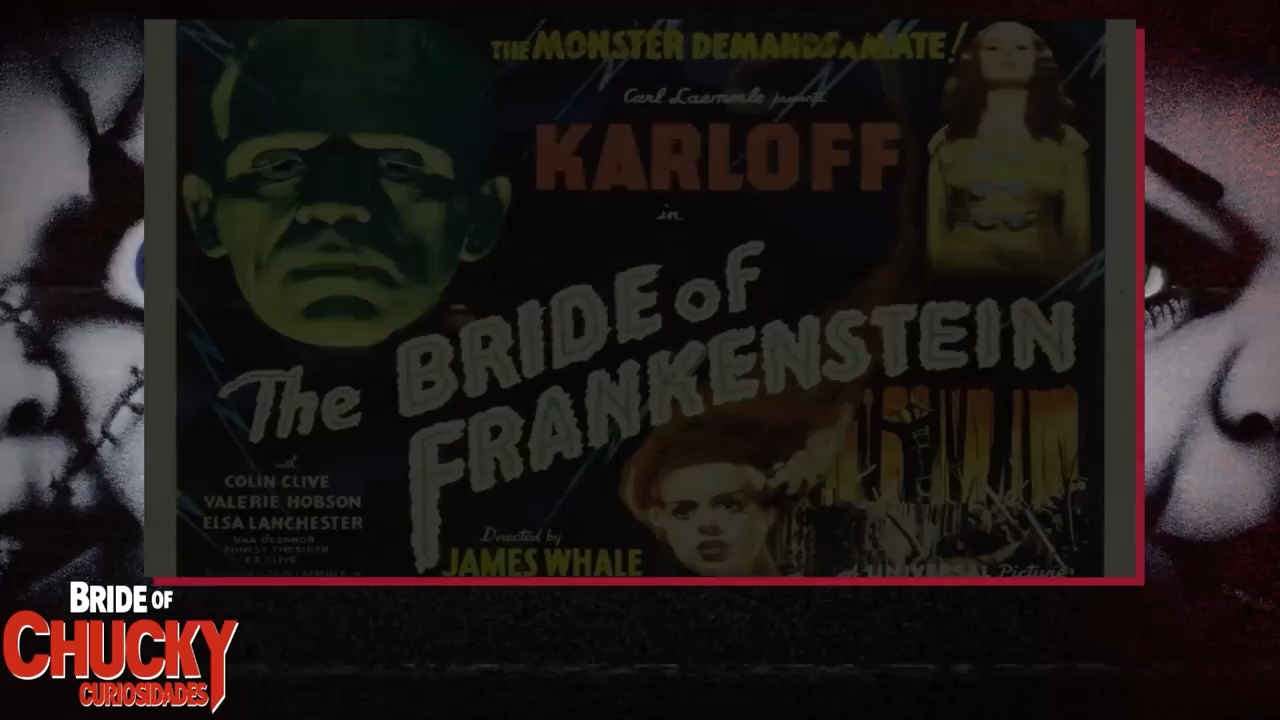 THE MONSTER DEMANDS A MATE!
Carl Laemmle presents
KARLOFF
in
The BRIDE of
FRANKENSTEIN
with
COLIN CLIVE
VALERIE HOBSON
ELSA LANCHESTER
UNA O'CONNOR
ERNEST THESIGER
E.E. CLIVE
Directed by
JAMES WHALE
A UNIVERSAL Picture
BRIDE OF
CHUCKY
CURIOSIDADES